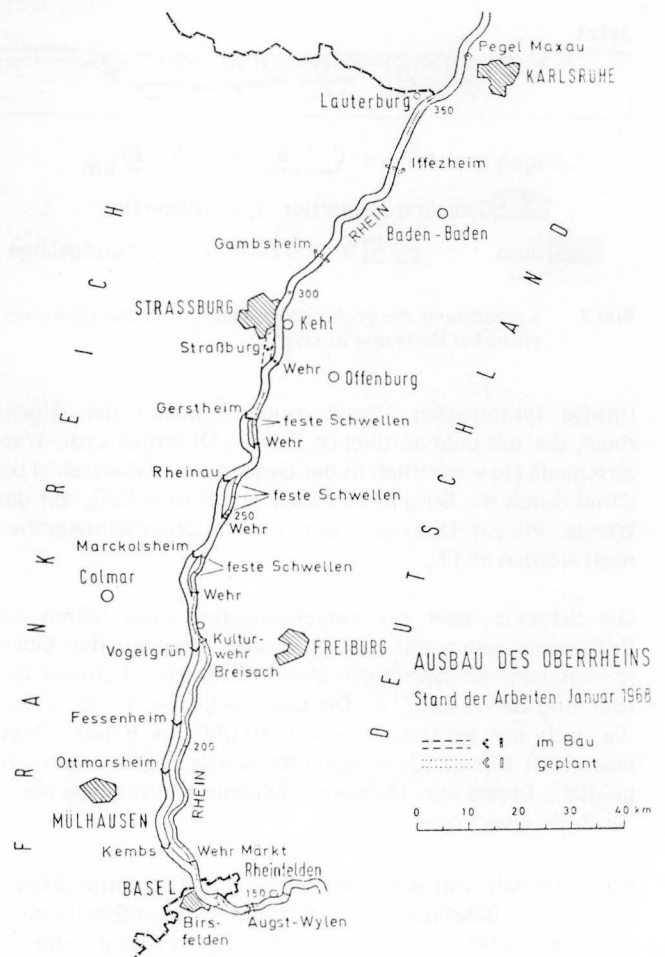 Pegel Maxau
KARLSRUHE
Lauterburg
350
Iffezheim
RHEIN
Baden-Baden
Gambsheim
300
STRASSBURG
Kehl
Straßburg
Wehr
Offenburg
Gerstheim
feste Schwellen
Wehr
Rheinau
feste Schwellen
250
Wehr
Marckolsheim
feste Schwellen
Colmar
Wehr
Kultur-
wehr
Breisach
FREIBURG
Vogelgrün
Fessenheim
200
Ottmarsheim
MÜLHAUSEN
RHEIN
Kembs
Wehr Märkt
Rheinfelden
BASEL
150
Birs-
felden
Augst-Wylen
FRANKREICH
DEUTSCHLAND
AUSBAU DES OBERRHEINS
Stand der Arbeiten: Januar 1968
im Bau
geplant
0 10 20 30 40 km